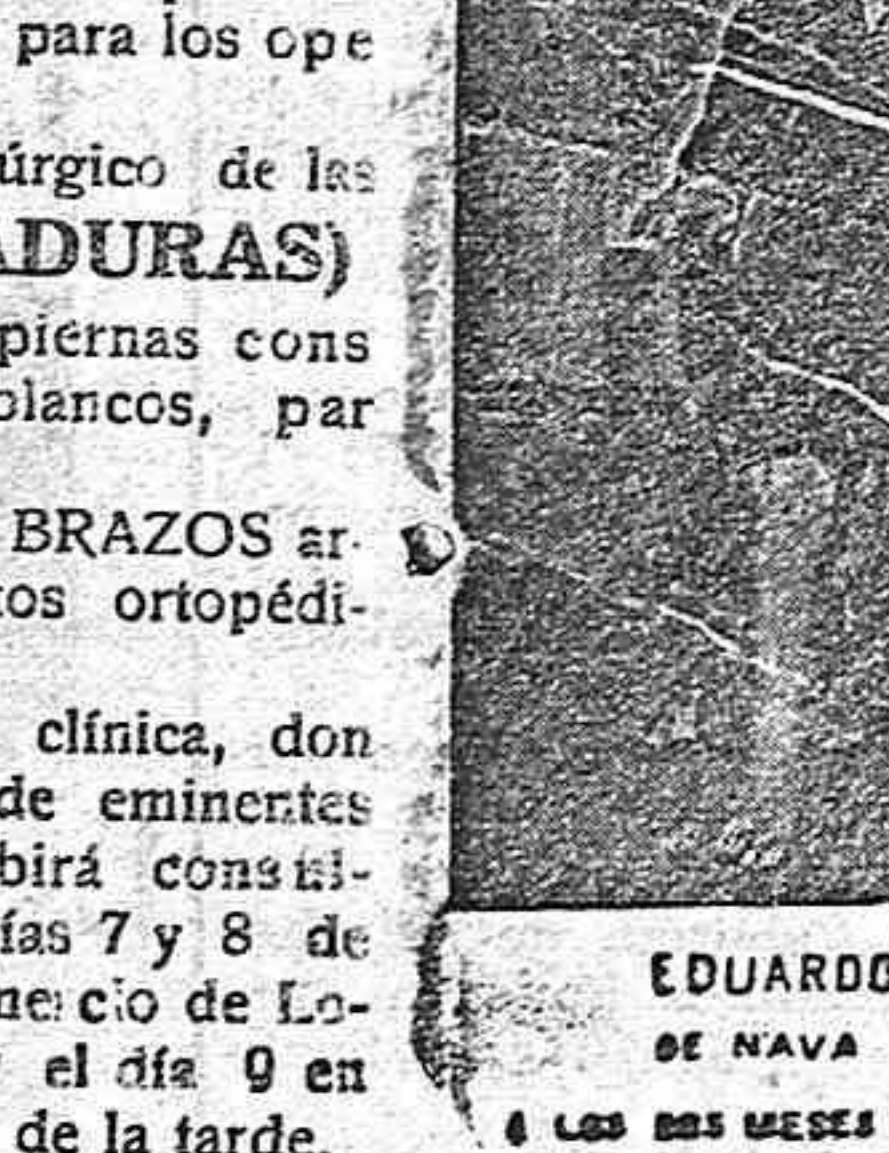 para los ope
úrgico de las
ADURAS)
piernas cons
blancos, par
BRAZOS ar-
tos ortopédi-
clínica, don
de eminentes
birá consul-
ías 7 y 8 de
mercio de Lo-
el día 9 en
de la tarde.
EDUARDO
DE NAVA
A LOS DOS MESES